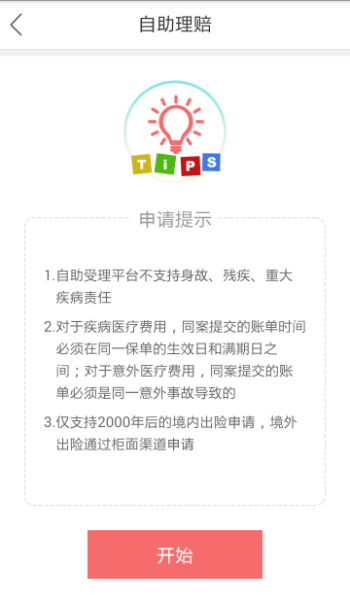 自助理赔
TiPS
申请提示
1.自助受理平台不支持身故、残疾、重大
疾病责任
2.对于疾病医疗费用，同案提交的账单时间
必须在同一保单的生效日和满期日之
间；对于意外医疗费用，同案提交的账
单必须是同一意外事故导致的
3.仅支持2000年后的境内出险申请，境外
出险通过柜面渠道申请
开始